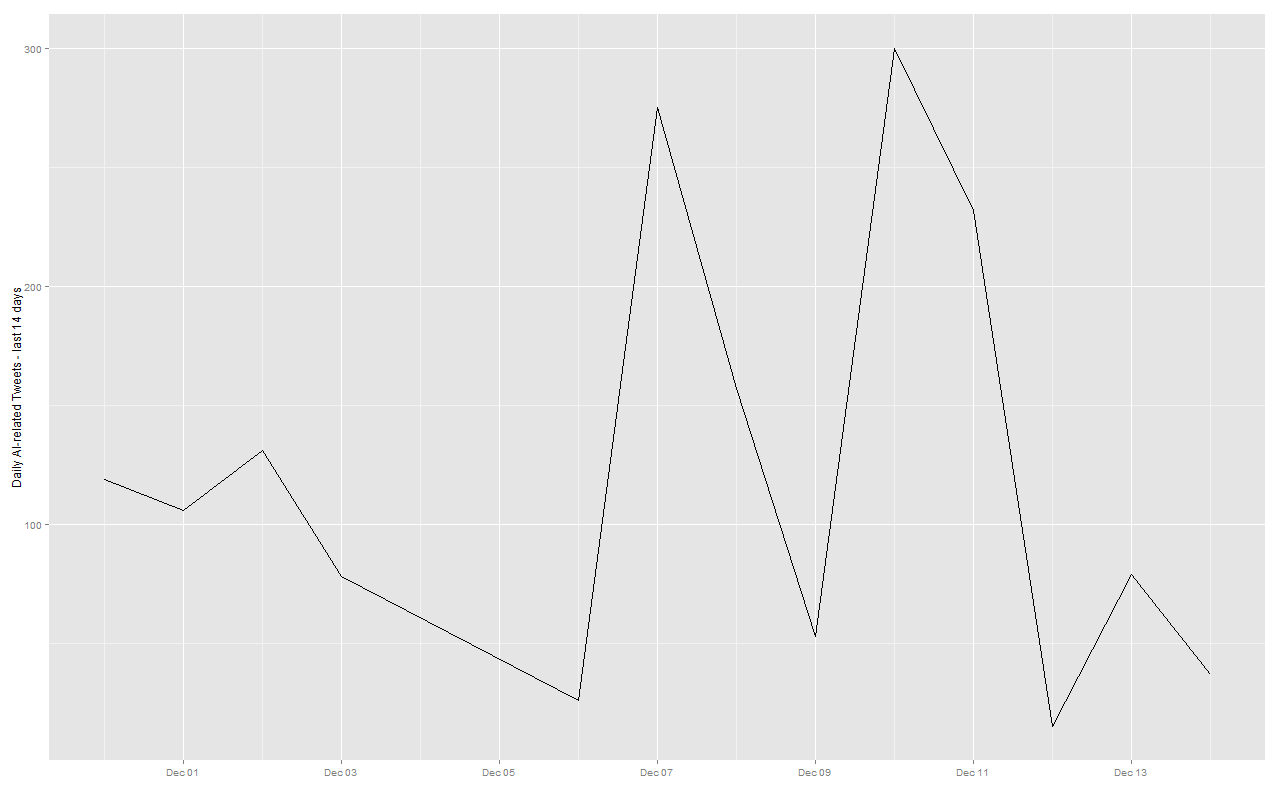 300
200
100
Daily AI-related Tweets - last 14 days
Dec 01
Dec 03
Dec 05
Dec 07
Dec 09
Dec 11
Dec 13